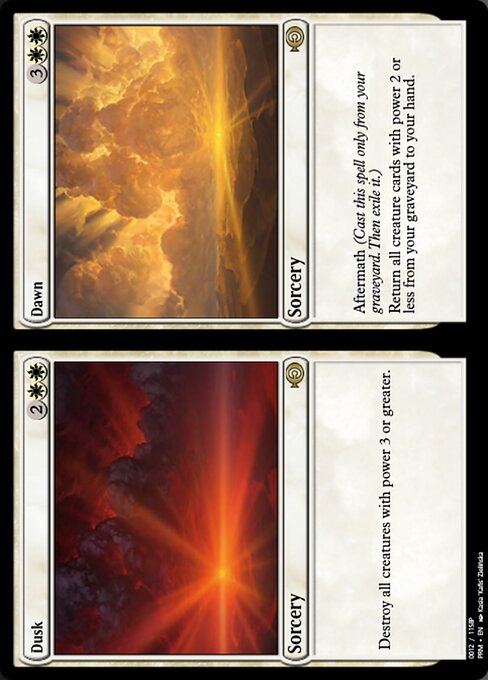 Dusk 2
Sorcery
Destroy all creatures with power 3 or greater.
Dawn 3
Sorcery
Aftermath (Cast this spell only from your
graveyard. Then exile it.)
Return all creature cards with power 2 or
less from your graveyard to your hand.
0012 / 1158P
PRM • EN Kasia 'Kafis' Zielińska